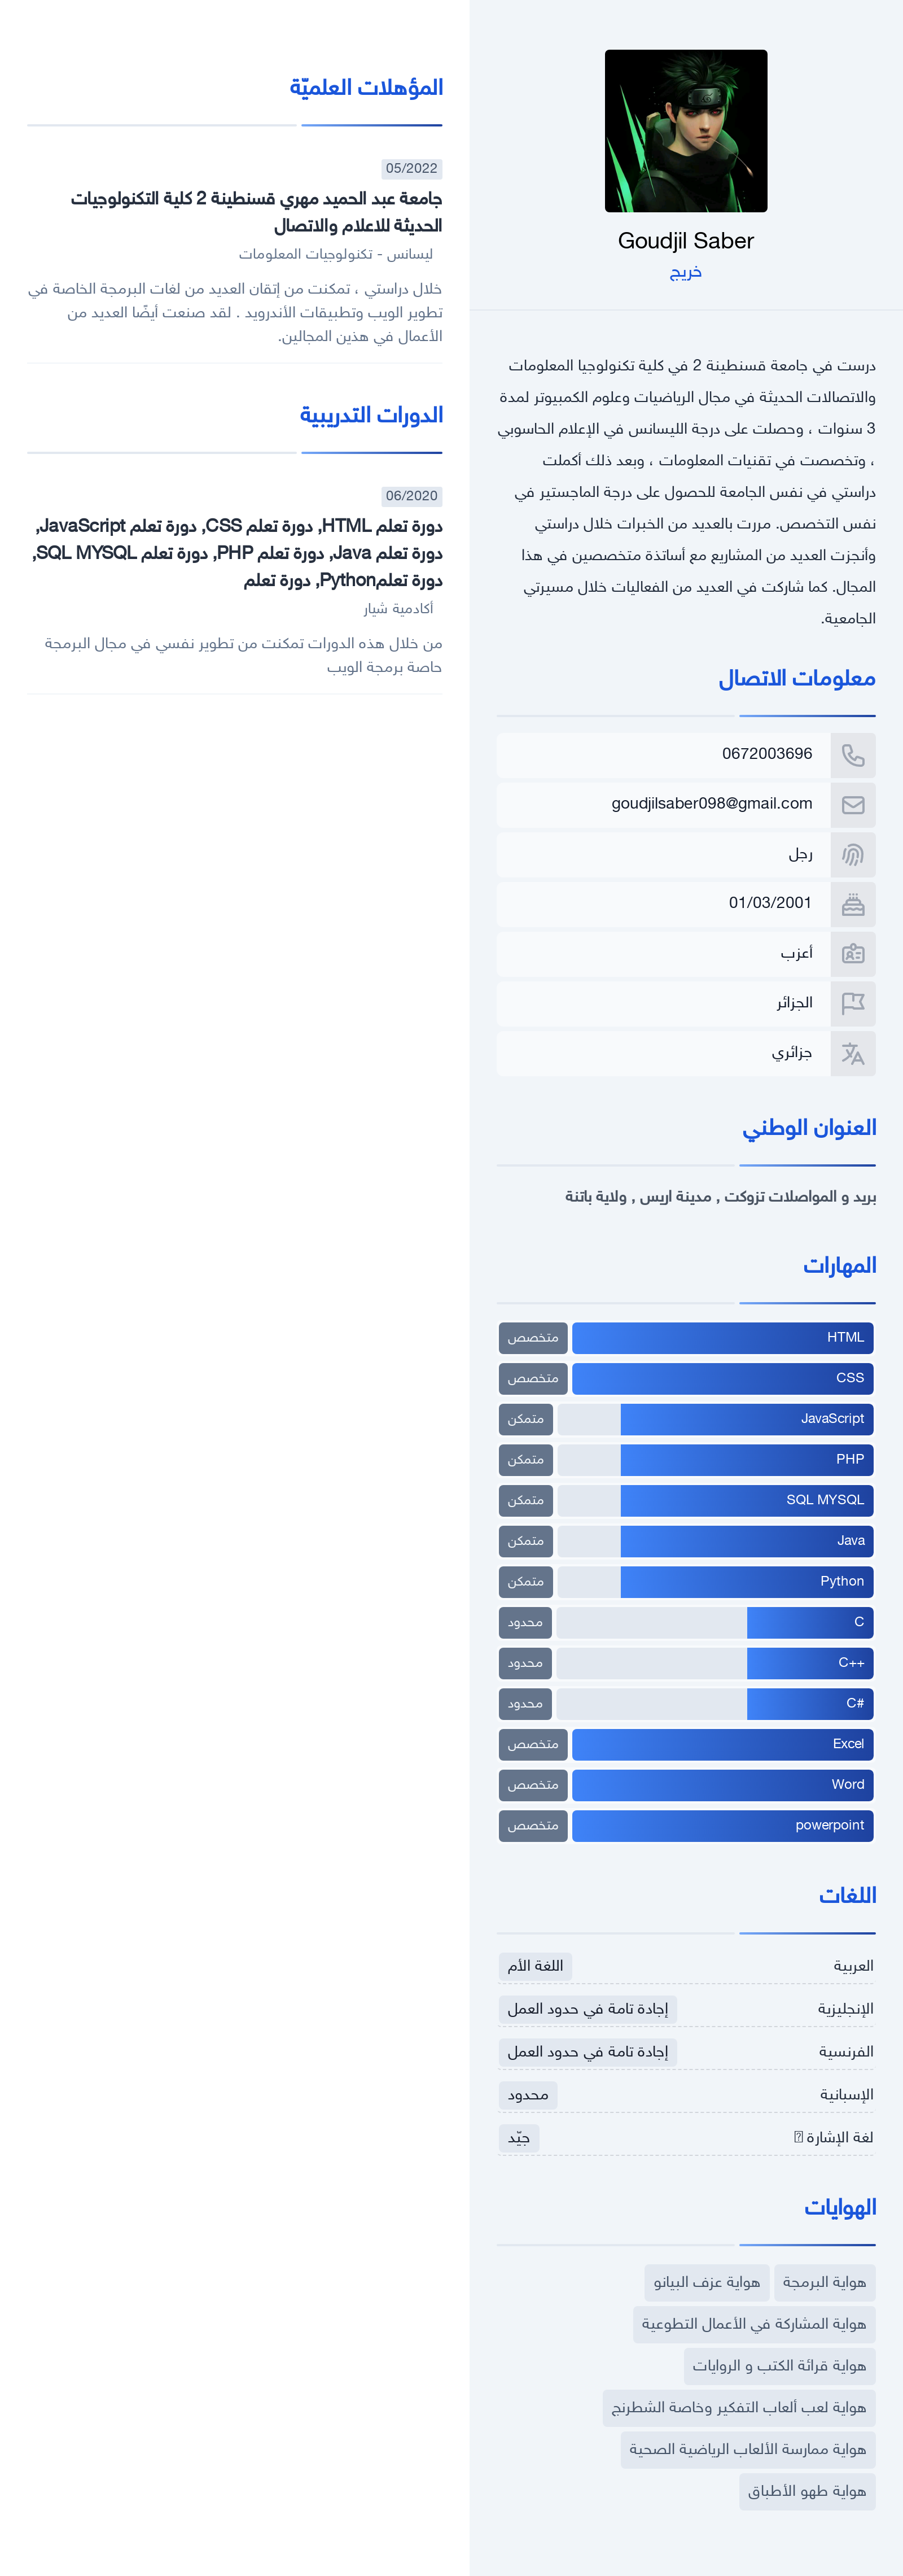 Goudjil Saber
خريج
درست في جامعة قسنطينة 2 في كلية تكنولوجيا المعلومات
والاتصالات الحديثة في مجال الرياضيات وعلوم الكمبيوتر لمدة
3 سنوات ، وحصلت على درجة الليسانس في الإعلام الحاسوبي
، وتخصصت في تقنيات المعلومات ، وبعد ذلك أكملت
دراستي في نفس الجامعة للحصول على درجة الماجستير في
نفس التخصص. مررت بالعديد من الخبرات خلال دراستي
وأنجزت العديد من المشاريع مع أساتذة متخصصين في هذا
المجال. كما شاركت في العديد من الفعاليات خلال مسيرتي
الجامعية.
معلومات الاتصال
0672003696
goudjilsaber098@gmail.com
رجل
01/03/2001
أعزب
الجزائر
جزائري
العنوان الوطني
بريد و المواصلات تزوكت , مدينة اريس , ولاية باتنة
المهارات
HTML متخصص
CSS متخصص
JavaScript متمكن
PHP متمكن
SQL MYSQL متمكن
Java متمكن
Python متمكن
C محدود
C++ محدود
C# محدود
Excel متخصص
Word متخصص
powerpoint متخصص
اللغات
العربية اللغة الأم
الإنجليزية إجادة تامة في حدود العمل
الفرنسية إجادة تامة في حدود العمل
الإسبانية محدود
لغة الإشارة جيّد
الهوايات
هواية البرمجة هواية عزف البيانو
هواية المشاركة في الأعمال التطوعية
هواية قرائة الكتب و الروايات
هواية لعب ألعاب التفكير وخاصة الشطرنج
هواية ممارسة الألعاب الرياضية الصحية
هواية طهو الأطباق
المؤهلات العلميّة
05/2022
جامعة عبد الحميد مهري قسنطينة 2 كلية التكنولوجيات
الحديثة للاعلام والاتصال
ليسانس - تكنولوجيات المعلومات
خلال دراستي ، تمكنت من إتقان العديد من لغات البرمجة الخاصة في
تطوير الويب وتطبيقات الأندرويد . لقد صنعت أيضًا العديد من
الأعمال في هذين المجالين.
الدورات التدريبية
06/2020
دورة تعلم HTML, دورة تعلم CSS, دورة تعلم JavaScript,
دورة تعلم Java, دورة تعلم PHP, دورة تعلم SQL MYSQL,
دورة تعلمPython, دورة تعلم
أكادمية شيار
من خلال هذه الدورات تمكنت من تطوير نفسي في مجال البرمجة
حاصة برمجة الويب